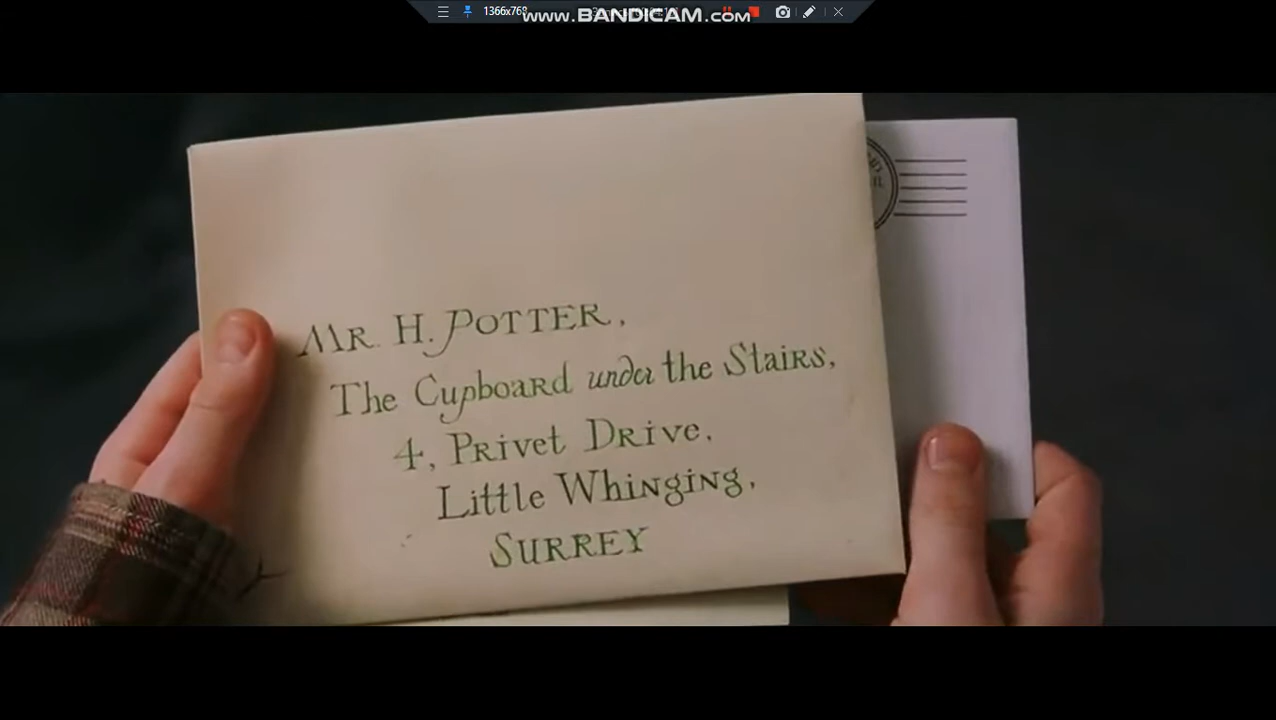 1366x768
www.BANDICAM.com
MR. H. POTTER,
The Cupboard under the Stairs,
4, Privet Drive,
Little Whinging,
SURREY